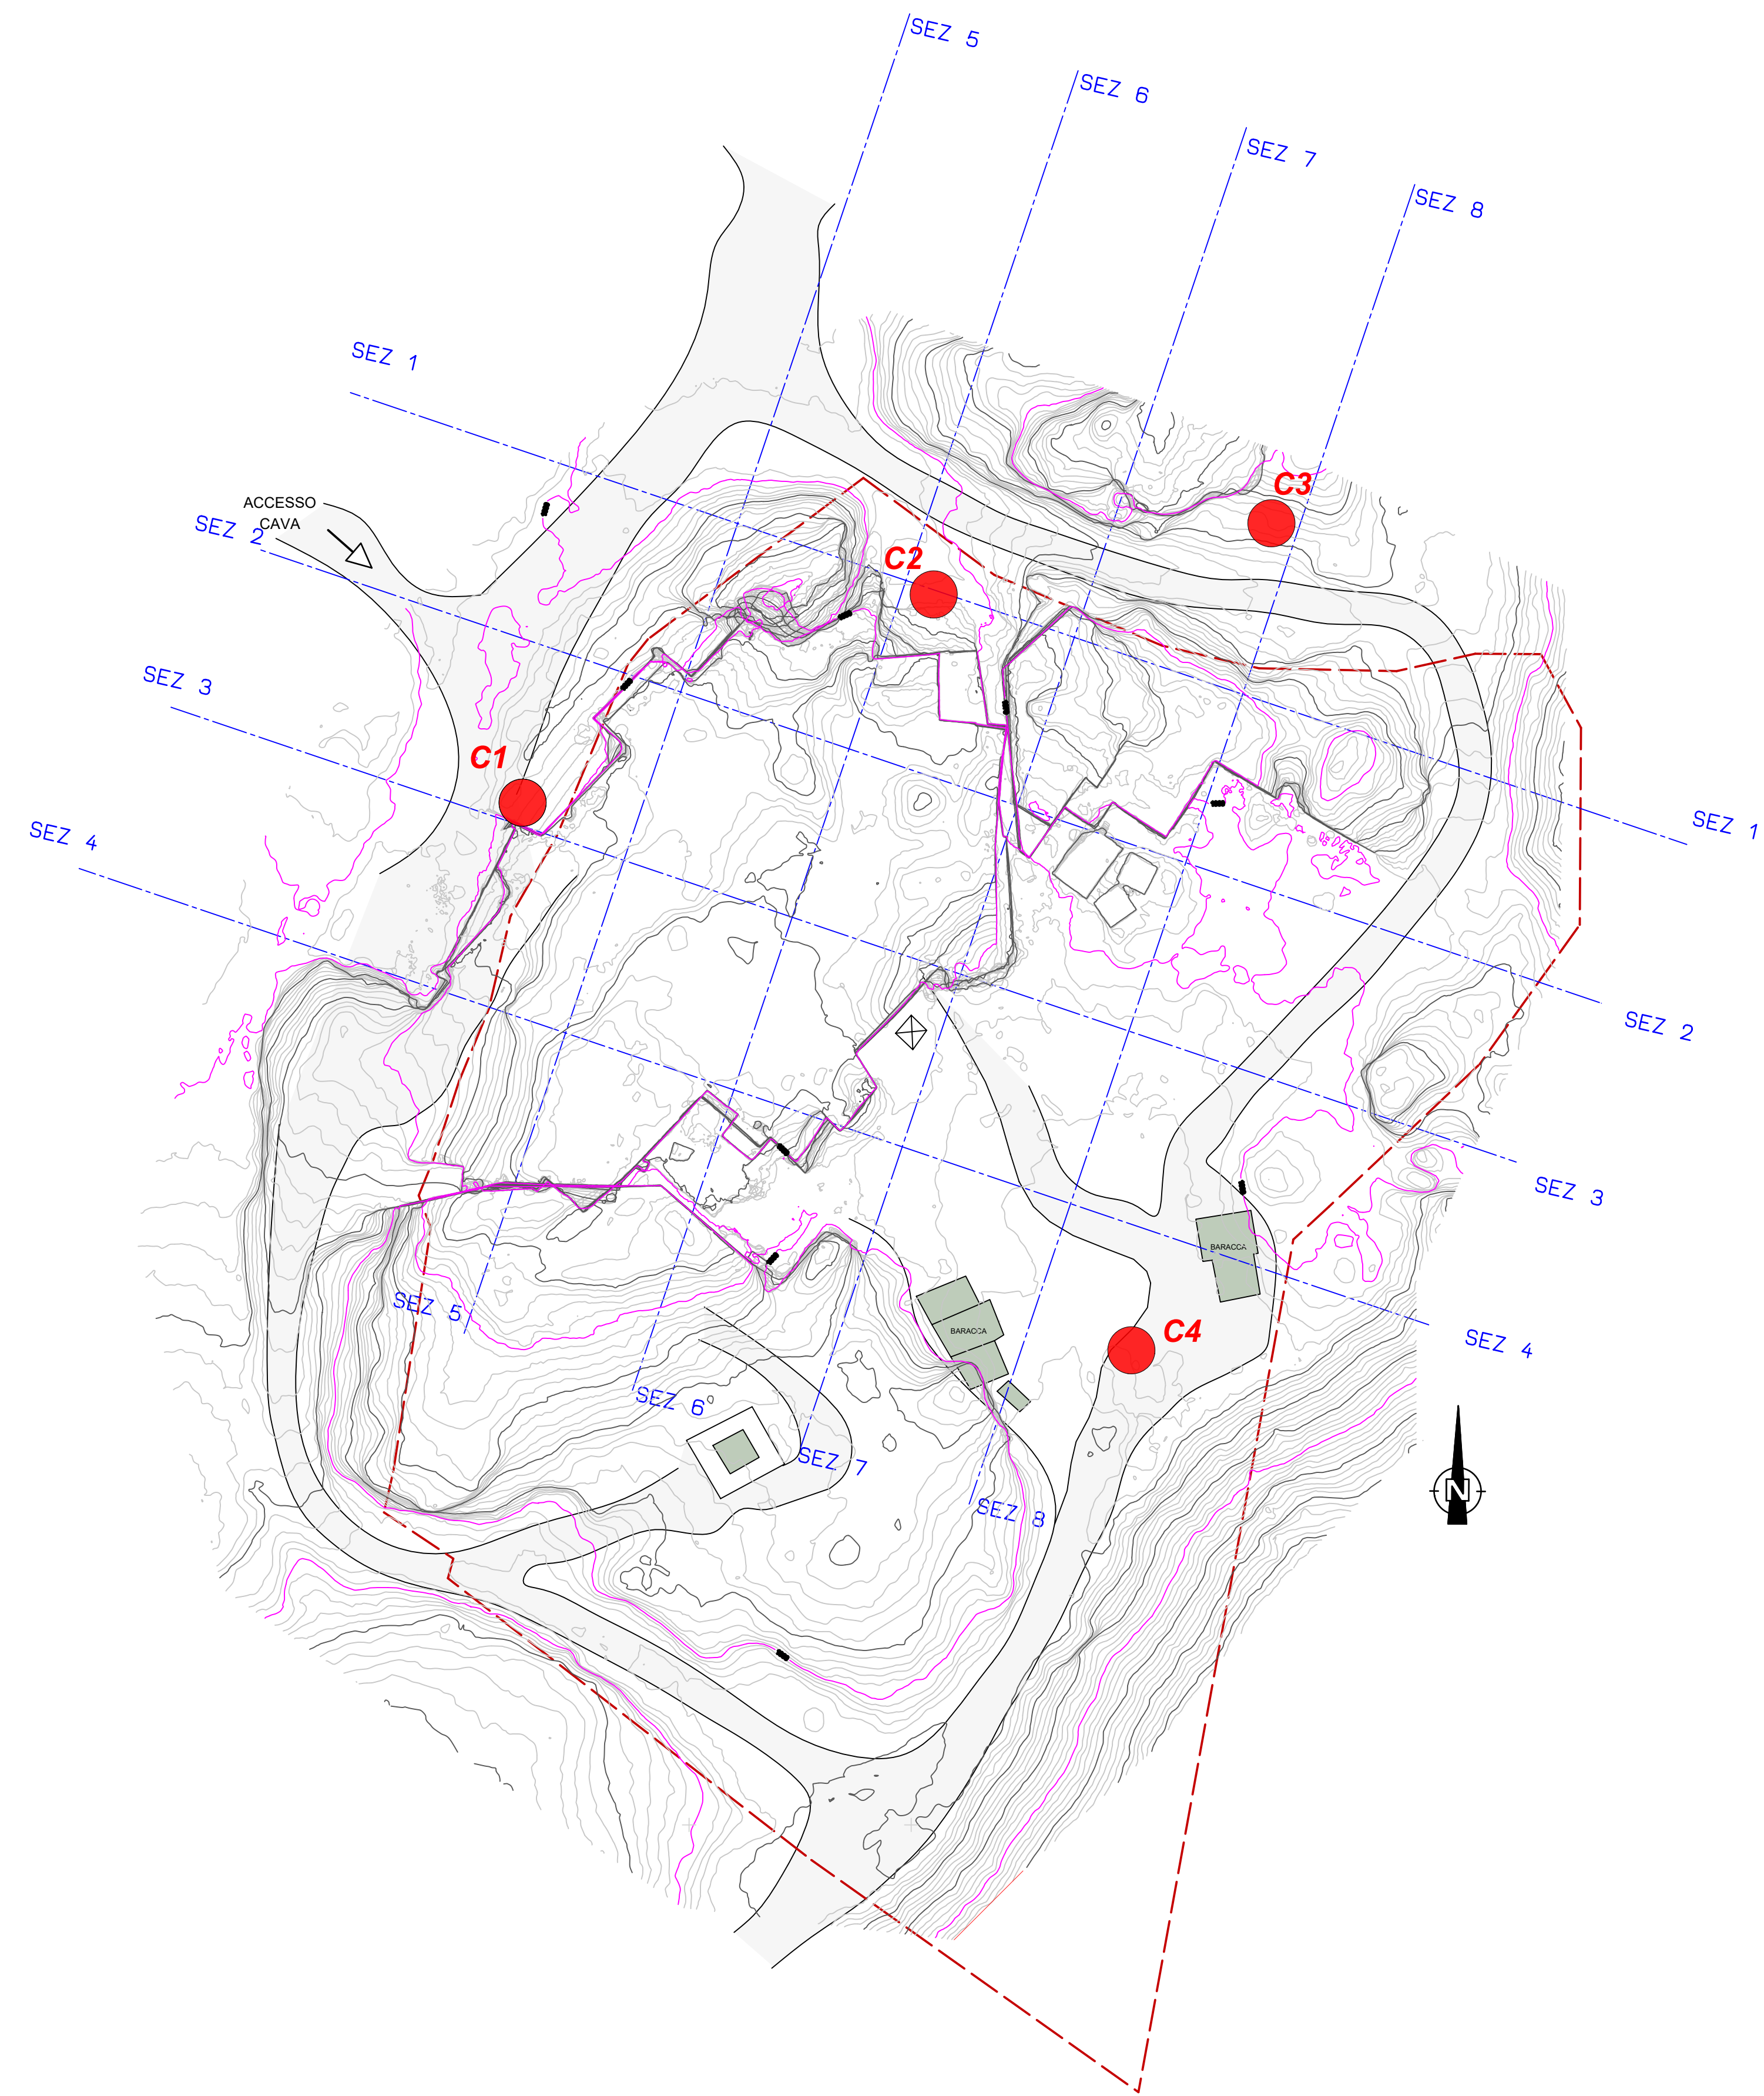 SEZ 5
SEZ 6
SEZ 7
SEZ 8
SEZ 1
C3
ACCESSO
CAVA
SEZ 2
C2
SEZ 3
C1
SEZ 4
SEZ 1
SEZ 2
SEZ 3
BARACCA
SEZ 5
BARACCA
C4
SEZ 4
SEZ 6
SEZ 7
N
SEZ 8